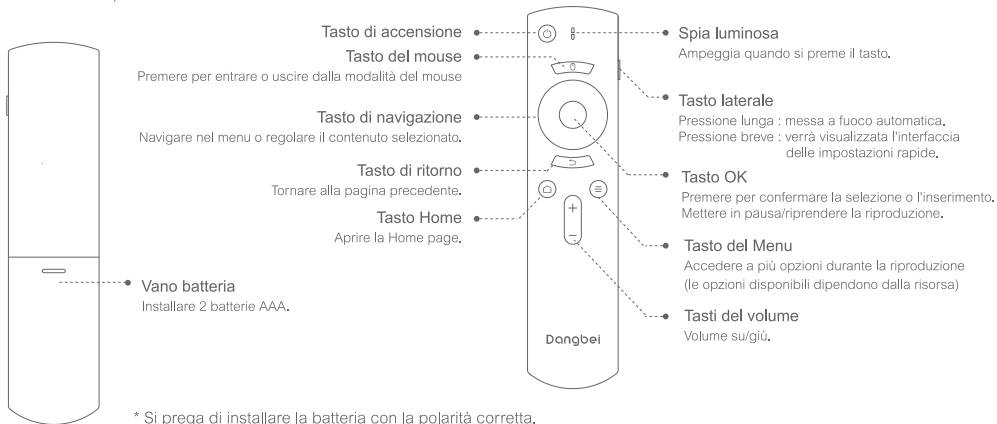 Tasto di accensione
Tasto del mouse
Premere per entrare o uscire dalla modalità del mouse
Tasto di navigazione
Navigare nel menu o regolare il contenuto selezionato.
Tasto di ritorno
Tornare alla pagina precedente.
Tasto Home
Aprire la Home page.
Vano batteria
Installare 2 batterie AAA.
Dangbei
Spia luminosa
Ampeggia quando si preme il tasto.
Tasto laterale
Pressione lunga : messa a fuoco automatica.
Pressione breve : verrà visualizzata l'interfaccia
delle impostazioni rapide.
Tasto OK
Premere per confermare la selezione o l'inserimento.
Mettere in pausa/riprendere la riproduzione.
Tasto del Menu
Accedere a più opzioni durante la riproduzione
(le opzioni disponibili dipendono dalla risorsa)
Tasti del volume
Volume su/giù.
* Si prega di installare la batteria con la polarità corretta.